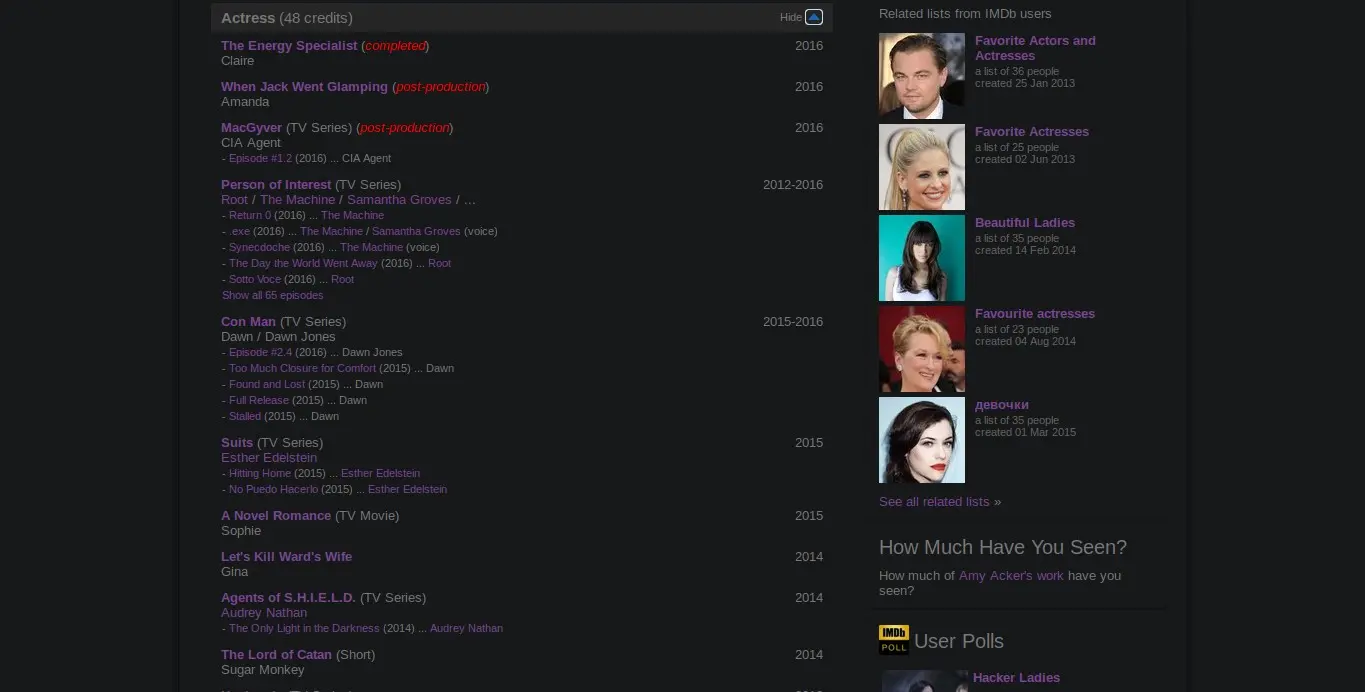 Actress (48 credits)
Hide
The Energy Specialist (completed)
2016
Claire
When Jack Went Glamping (post-production)
2016
Amanda
MacGyver (TV Series) (post-production)
2016
CIA Agent
- Episode #1.2 (2016) ... CIA Agent
Person of Interest (TV Series)
2012-2016
Root / The Machine / Samantha Groves / ...
- Return 0 (2016) ... The Machine
- .exe (2016) ... The Machine / Samantha Groves (voice)
- Synecdoche (2016) ... The Machine (voice)
- The Day the World Went Away (2016) ... Root
- Sotto Voce (2016) ... Root
Show all 65 episodes
Con Man (TV Series)
2015-2016
Dawn / Dawn Jones
- Episode #2.4 (2016) ... Dawn Jones
- Too Much Closure for Comfort (2015) ... Dawn
- Found and Lost (2015) ... Dawn
- Full Release (2015) ... Dawn
- Stalled (2015) ... Dawn
Suits (TV Series)
2015
Esther Edelstein
- Hitting Home (2015) ... Esther Edelstein
- No Puedo Hacerlo (2015) ... Esther Edelstein
A Novel Romance (TV Movie)
2015
Sophie
Let's Kill Ward's Wife
2014
Gina
Agents of S.H.I.E.L.D. (TV Series)
2014
Audrey Nathan
- The Only Light in the Darkness (2014) ... Audrey Nathan
The Lord of Catan (Short)
2014
Sugar Monkey
Related lists from IMDb users
Favorite Actors and
Actresses
a list of 36 people
created 25 Jan 2013
Favorite Actresses
a list of 25 people
created 02 Jun 2013
Beautiful Ladies
a list of 35 people
created 14 Feb 2014
Favourite actresses
a list of 23 people
created 04 Aug 2014
девочки
a list of 35 people
created 01 Mar 2015
See all related lists »
How Much Have You Seen?
How much of Amy Acker's work have you
seen?
IMDb
POLL
User Polls
Hacker Ladies